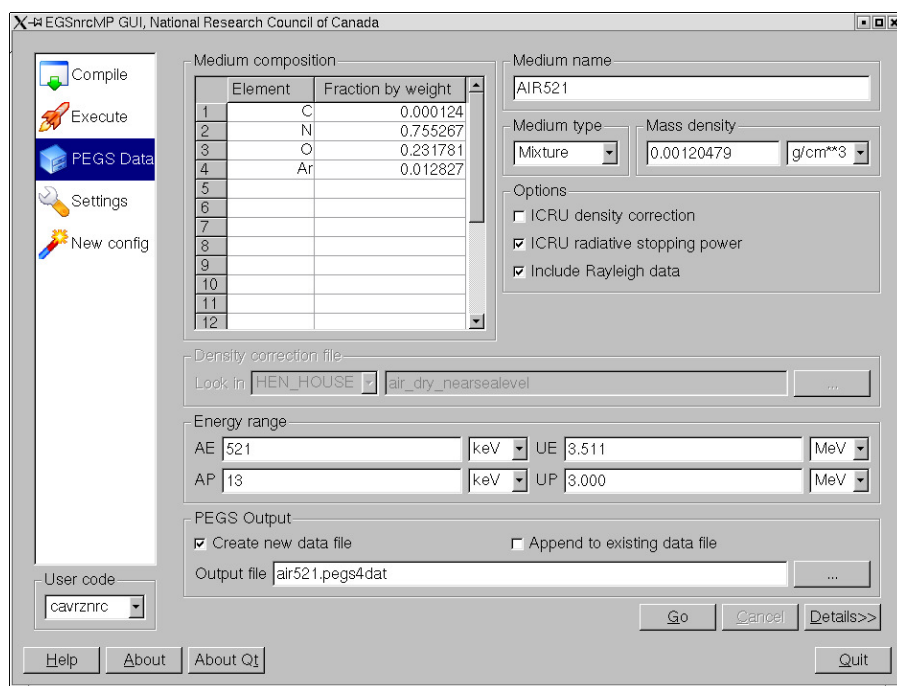 EGSnrcMP GUI, National Research Council of Canada
Compile
Execute
PEGS Data
Settings
New config
User code
cavrznrc
Medium composition
Element Fraction by weight
1 C 0.000124
2 N 0.755267
3 O 0.231781
4 Ar 0.012827
5
6
7
8
9
10
11
12
Medium name
AIR521
Medium type
Mixture
Mass density
0.00120479 g/cm**3
Options
ICRU density correction
ICRU radiative stopping power
Include Rayleigh data
Density correction file
Look in HEN_HOUSE air_dry_nearsealevel ...
Energy range
AE 521 keV UE 3.511 MeV
AP 13 keV UP 3.000 MeV
PEGS Output
Create new data file Append to existing data file
Output file air521.pegs4dat ...
Go Cancel Details>>
Help About About Qt Quit